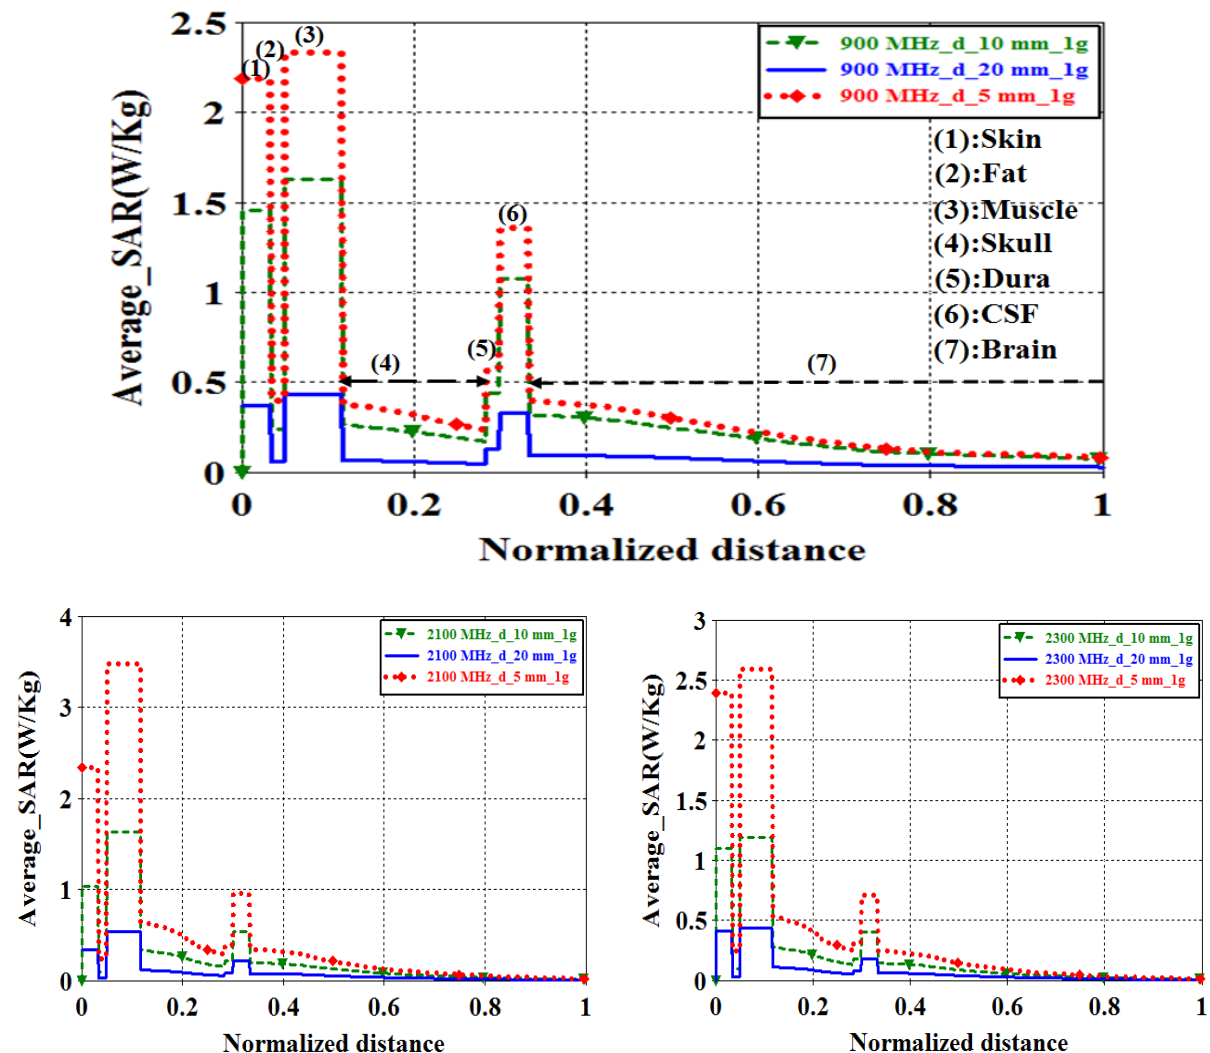 2.5
2
1.5
1
0.5
0
Average_SAR(W/Kg)
(1)
(2)
(3)
(4)
(5)
(6)
(7)
900 MHz_d_10 mm_1g
900 MHz_d_20 mm_1g
900 MHz_d_5 mm_1g
(1):Skin
(2):Fat
(3):Muscle
(4):Skull
(5):Dura
(6):CSF
(7):Brain
0 0.2 0.4 0.6 0.8 1
Normalized distance
4
3
2
1
0
Average_SAR(W/Kg)
2100 MHz_d_10 mm_1g
2100 MHz_d_20 mm_1g
2100 MHz_d_5 mm_1g
0 0.2 0.4 0.6 0.8 1
Normalized distance
3
2.5
2
1.5
1
0.5
0
Average_SAR(W/Kg)
2300 MHz_d_10 mm_1g
2300 MHz_d_20 mm_1g
2300 MHz_d_5 mm_1g
0 0.2 0.4 0.6 0.8 1
Normalized distance